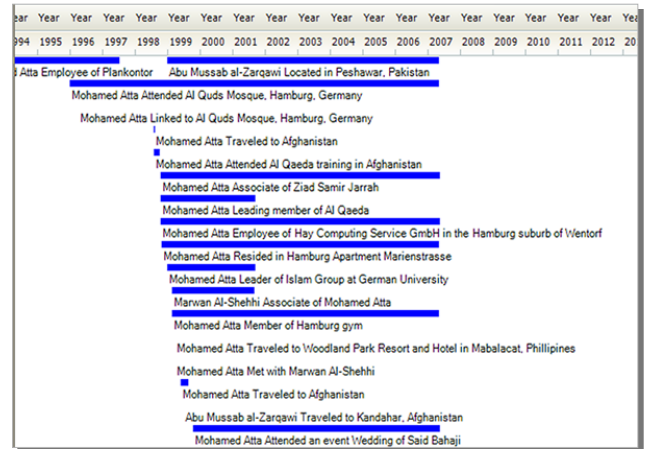 ear Year Year Year Year Year Year Year Year Year Year Year Year Year Year Year Year Year Year Yea
994 1995 1996 1997 1998 1999 2000 2001 2002 2003 2004 2005 2006 2007 2008 2009 2010 2011 2012 20
d Atta Employee of Plankontor Abu Mussab al-Zarqawi Located in Peshawar, Pakistan
Mohamed Atta Attended Al Quds Mosque, Hamburg, Germany
Mohamed Atta Linked to Al Quds Mosque, Hamburg, Germany
Mohamed Atta Traveled to Afghanistan
Mohamed Atta Attended Al Qaeda training in Afghanistan
Mohamed Atta Associate of Ziad Samir Jarrah
Mohamed Atta Leading member of Al Qaeda
Mohamed Atta Employee of Hay Computing Service GmbH in the Hamburg suburb of Wentorf
Mohamed Atta Resided in Hamburg Apartment Marienstrasse
Mohamed Atta Leader of Islam Group at German University
Marwan Al-Shehhi Associate of Mohamed Atta
Mohamed Atta Member of Hamburg gym
Mohamed Atta Traveled to Woodland Park Resort and Hotel in Mabalacat, Phillipines
Mohamed Atta Met with Marwan Al-Shehhi
Mohamed Atta Traveled to Afghanistan
Abu Mussab al-Zarqawi Traveled to Kandahar, Afghanistan
Mohamed Atta Attended an event Wedding of Said Bahaji